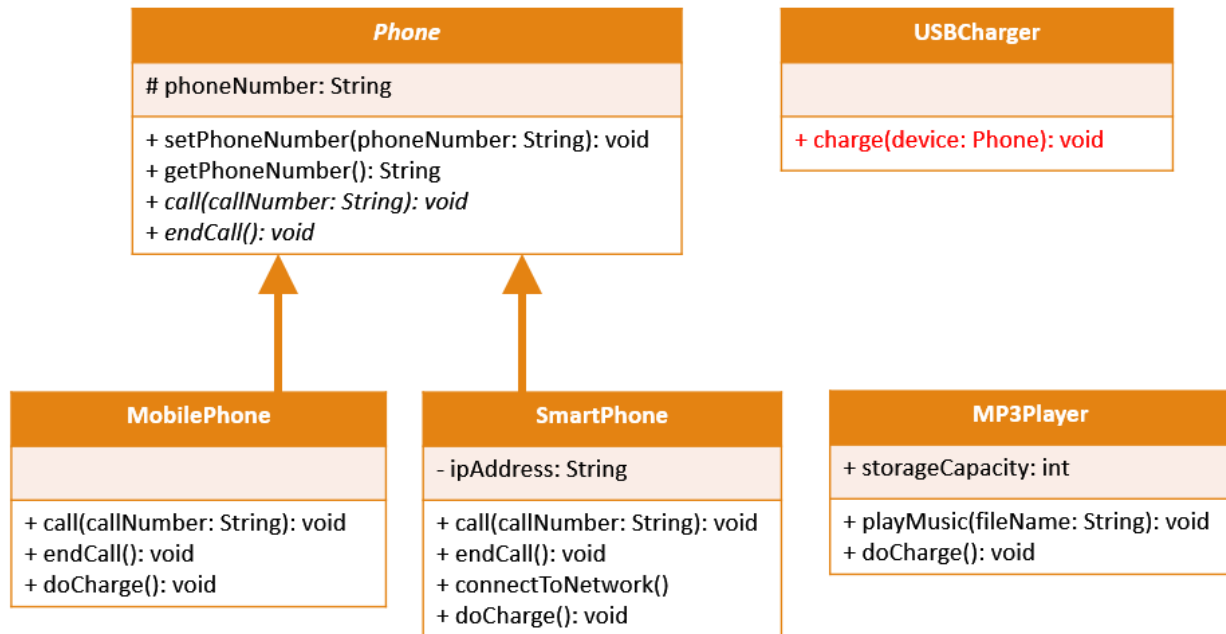 Phone
# phoneNumber: String
+ setPhoneNumber(phoneNumber: String): void
+ getPhoneNumber(): String
+ call(callNumber: String): void
+ endCall(): void
USBCharger
+ charge(device: Phone): void
MobilePhone
+ call(callNumber: String): void
+ endCall(): void
+ doCharge(): void
SmartPhone
- ipAddress: String
+ call(callNumber: String): void
+ endCall(): void
+ connectToNetwork()
+ doCharge(): void
MP3Player
+ storageCapacity: int
+ playMusic(fileName: String): void
+ doCharge(): void